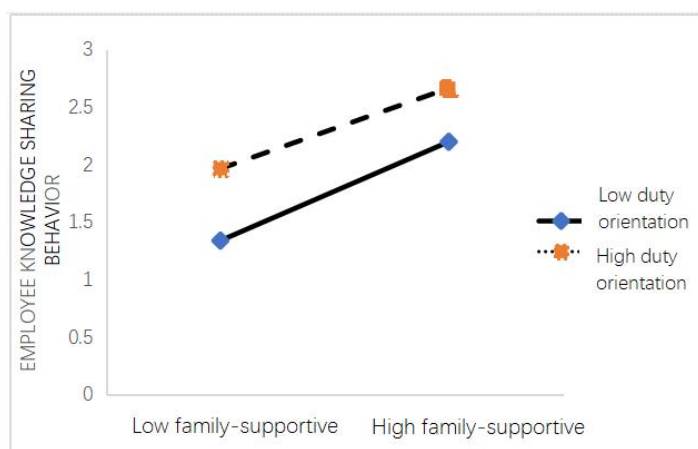 3
2.5
2
1.5
1
0.5
0
EMPLOYEE KNOWLEDGE SHARING
BEHAVIOR
Low family-supportive
High family-supportive
Low duty
orientation
High duty
orientation